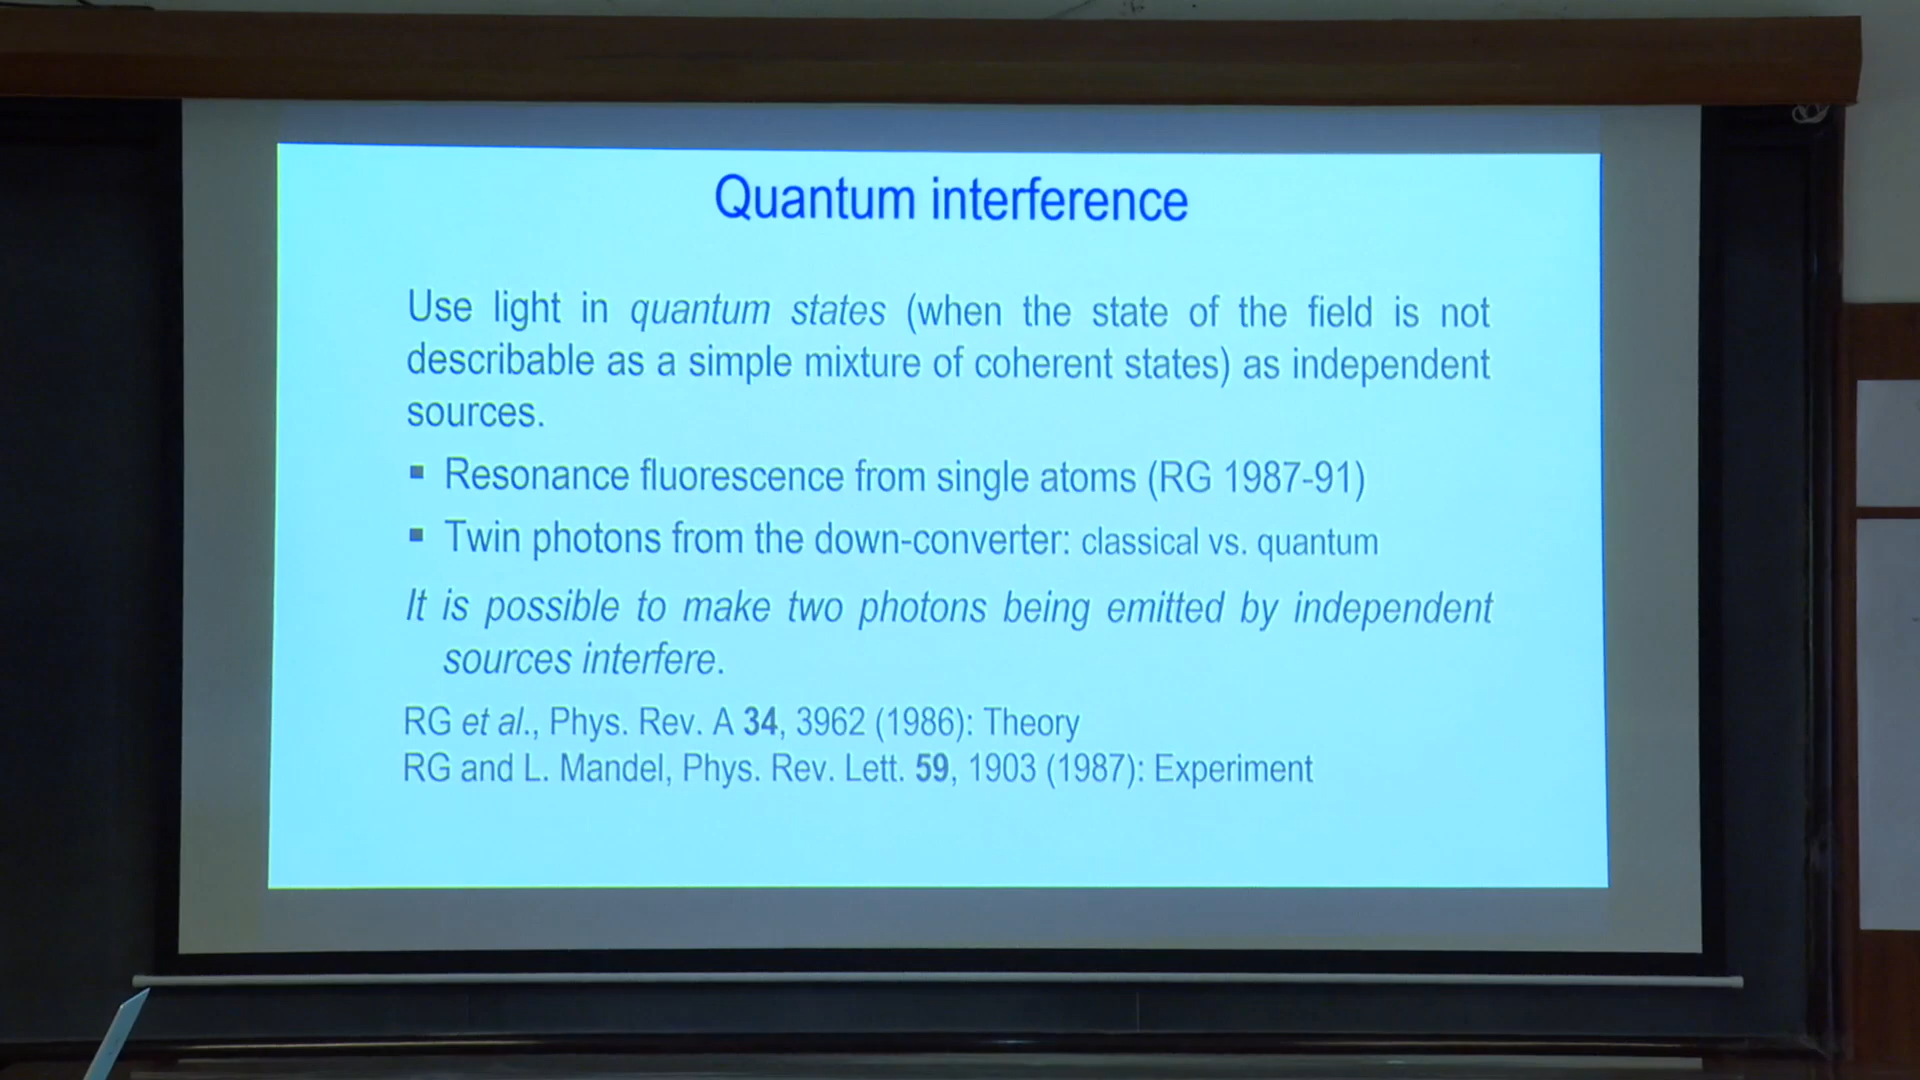 Quantum interference
Use light in quantum states (when the state of the field is not
describable as a simple mixture of coherent states) as independent
sources.
▪ Resonance fluorescence from single atoms (RG 1987-91)
▪ Twin photons from the down-converter: classical vs. quantum
It is possible to make two photons being emitted by independent
sources interfere.
RG et al., Phys. Rev. A 34, 3962 (1986): Theory
RG and L. Mandel, Phys. Rev. Lett. 59, 1903 (1987): Experiment